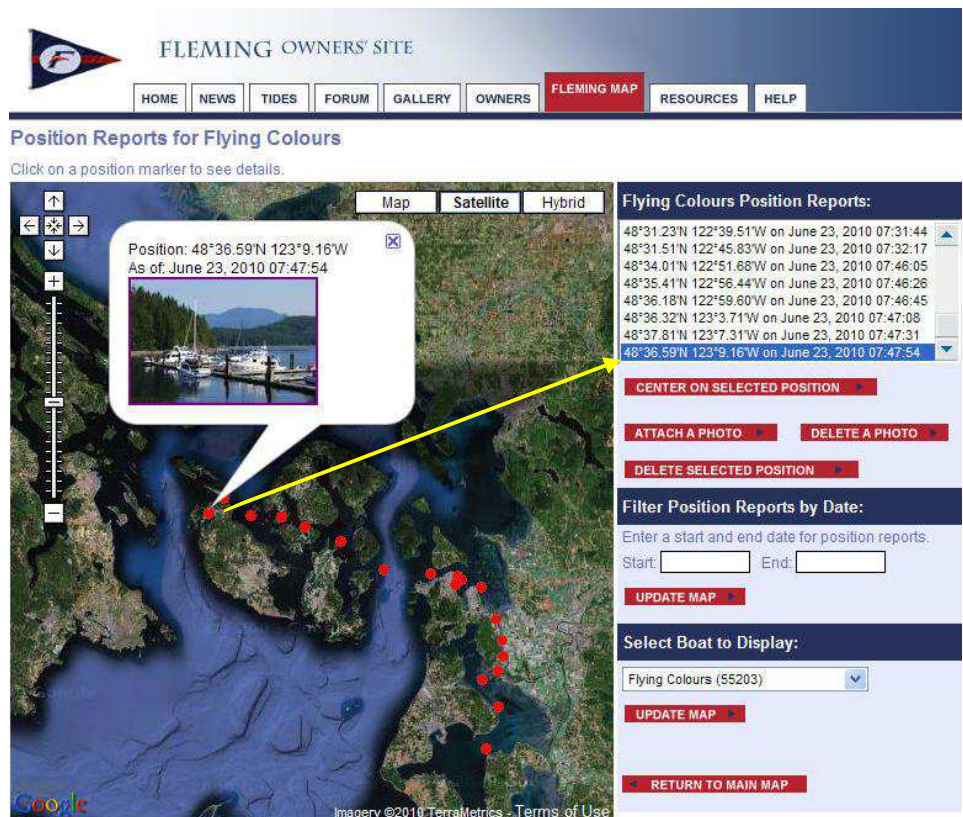 FLEMING OWNERS' SITE
HOME
NEWS
TIDES
FORUM
GALLERY
OWNERS
FLEMING MAP
RESOURCES
HELP
Position Reports for Flying Colours
Click on a position marker to see details.
Map
Satellite
Hybrid
Position: 48°36.59'N 123°9.16'W
As of: June 23, 2010 07:47:54
Google
Imagery ©2010 TerraMetrics - Terms of Use
Flying Colours Position Reports:
48°31.23'N 122°39.51'W on June 23, 2010 07:31:44
48°31.51'N 122°45.83'W on June 23, 2010 07:32:17
48°34.01'N 122°51.68'W on June 23, 2010 07:46:05
48°35.41'N 122°56.44'W on June 23, 2010 07:46:26
48°36.18'N 122°59.60'W on June 23, 2010 07:46:45
48°36.32'N 123°3.71'W on June 23, 2010 07:47:08
48°37.81'N 123°7.31'W on June 23, 2010 07:47:31
48°36.59'N 123°9.16'W on June 23, 2010 07:47:54
CENTER ON SELECTED POSITION
ATTACH A PHOTO
DELETE A PHOTO
DELETE SELECTED POSITION
Filter Position Reports by Date:
Enter a start and end date for position reports.
Start: End:
UPDATE MAP
Select Boat to Display:
Flying Colours (55203)
UPDATE MAP
RETURN TO MAIN MAP